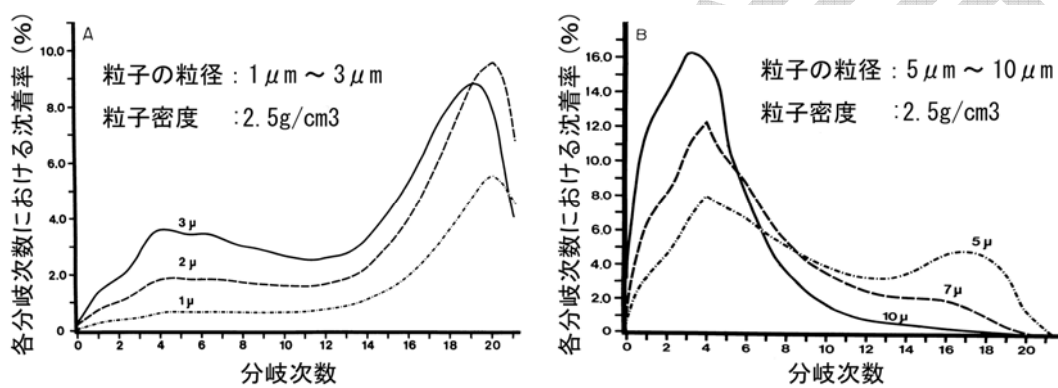 A
各分岐次数における沈着率 (%)
10.0
8.0
6.0
4.0
2.0
0
粒子の粒径 : 1μm ~ 3μm
粒子密度 :2.5g/cm3
3μ
2μ
1μ
0 2 4 6 8 10 12 14 16 18 20
分岐次数
B
各分岐次数における沈着率 (%)
16.0
14.0
12.0
10.0
8.0
6.0
4.0
2.0
0
粒子の粒径 : 5μm ~ 10μm
粒子密度 :2.5g/cm3
5μ
7μ
10μ
0 2 4 6 8 10 12 14 16 18 20
分岐次数